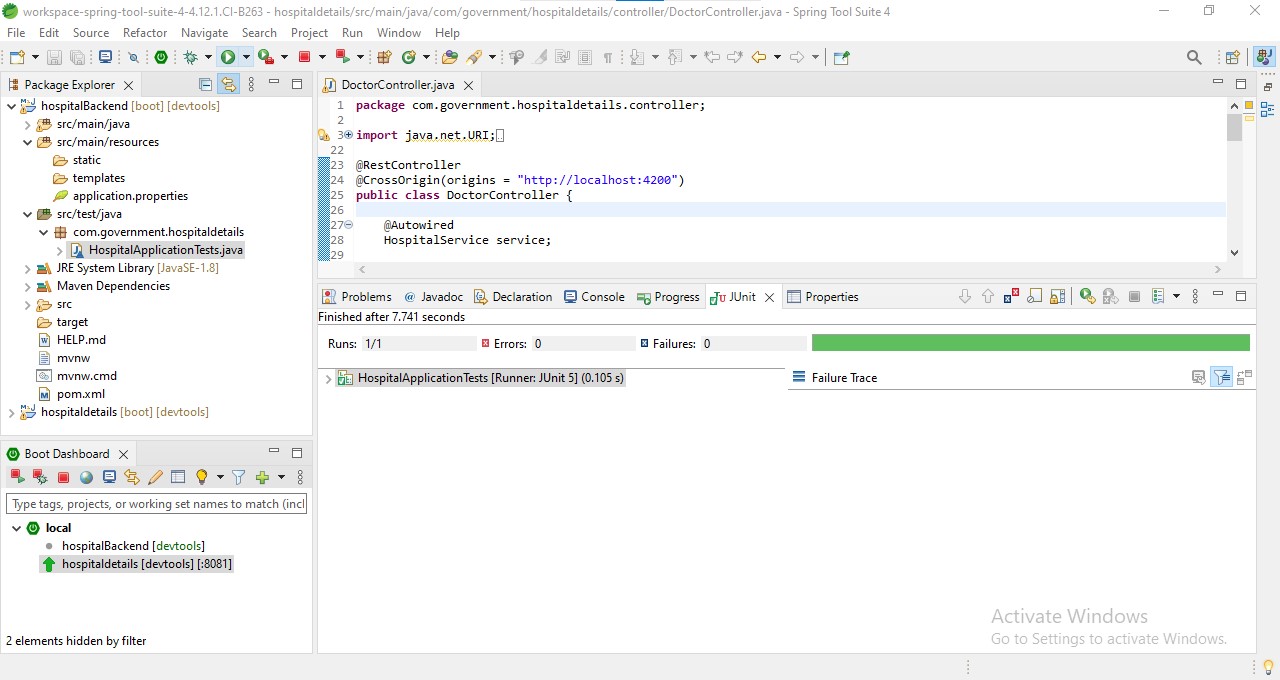 workspace-spring-tool-suite-4-4.12.1.CI-B263 - hospitaldetails/src/main/java/com/government/hospitaldetails/controller/DoctorController.java - Spring Tool Suite 4
File Edit Source Refactor Navigate Search Project Run Window Help
Package Explorer
hospitalBackend [boot] [devtools]
src/main/java
src/main/resources
static
templates
application.properties
src/test/java
com.government.hospitaldetails
HospitalApplicationTests.java
JRE System Library [JavaSE-1.8]
Maven Dependencies
src
target
HELP.md
mvnw
mvnw.cmd
pom.xml
hospitaldetails [boot] [devtools]
Boot Dashboard
Type tags, projects, or working set names to match (incl
local
hospitalBackend [devtools]
hospitaldetails [devtools] [:8081]
2 elements hidden by filter
DoctorController.java
1 package com.government.hospitaldetails.controller;
2
3 import java.net.URI;
22
23 @RestController
24 @CrossOrigin(origins = "http://localhost:4200")
25 public class DoctorController {
26
27 @Autowired
28 HospitalService service;
29
Problems @ Javadoc Declaration Console Progress JUnit Properties
Finished after 7.741 seconds
Runs: 1/1 Errors: 0 Failures: 0
HospitalApplicationTests [Runner: JUnit 5] (0.105 s)
Failure Trace
Activate Windows
Go to Settings to activate Windows.